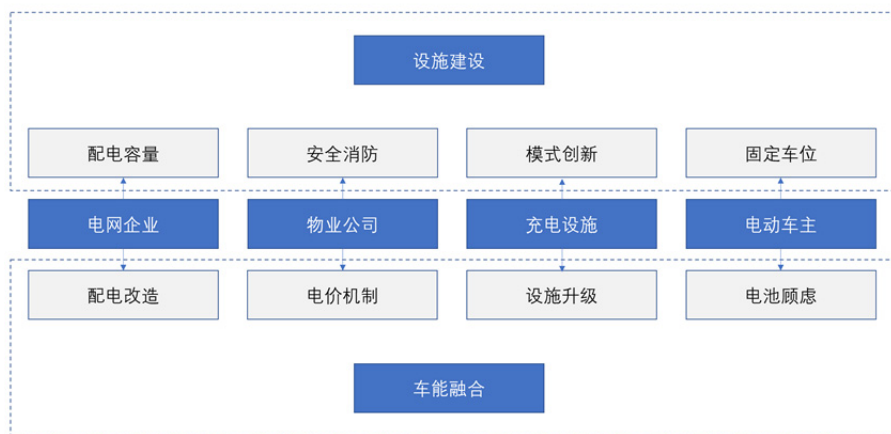 设施建设
配电容量 安全消防 模式创新 固定车位
电网企业 物业公司 充电设施 电动车主
配电改造 电价机制 设施升级 电池顾虑
车能融合